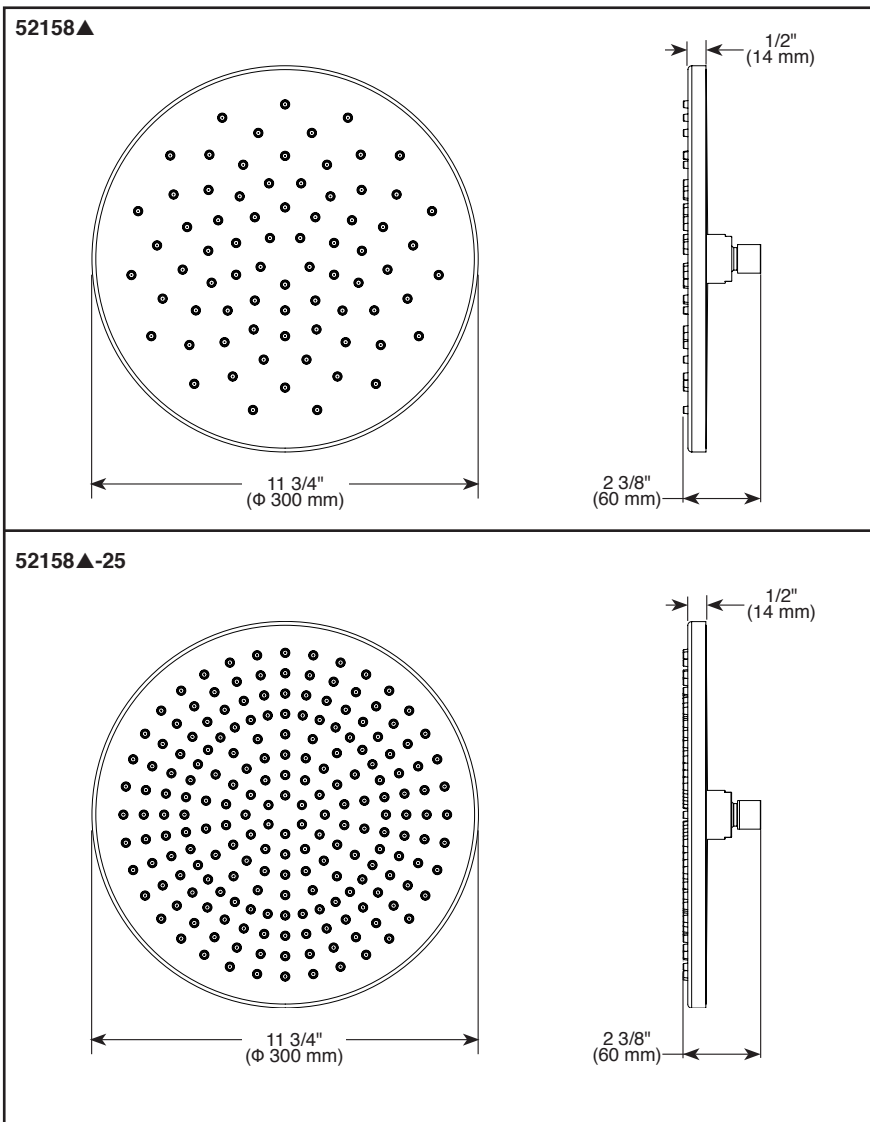 52158▲
1/2"
(14 mm)
11 3/4"
(Φ 300 mm)
2 3/8"
(60 mm)
52158▲-25
1/2"
(14 mm)
11 3/4"
(Φ 300 mm)
2 3/8"
(60 mm)